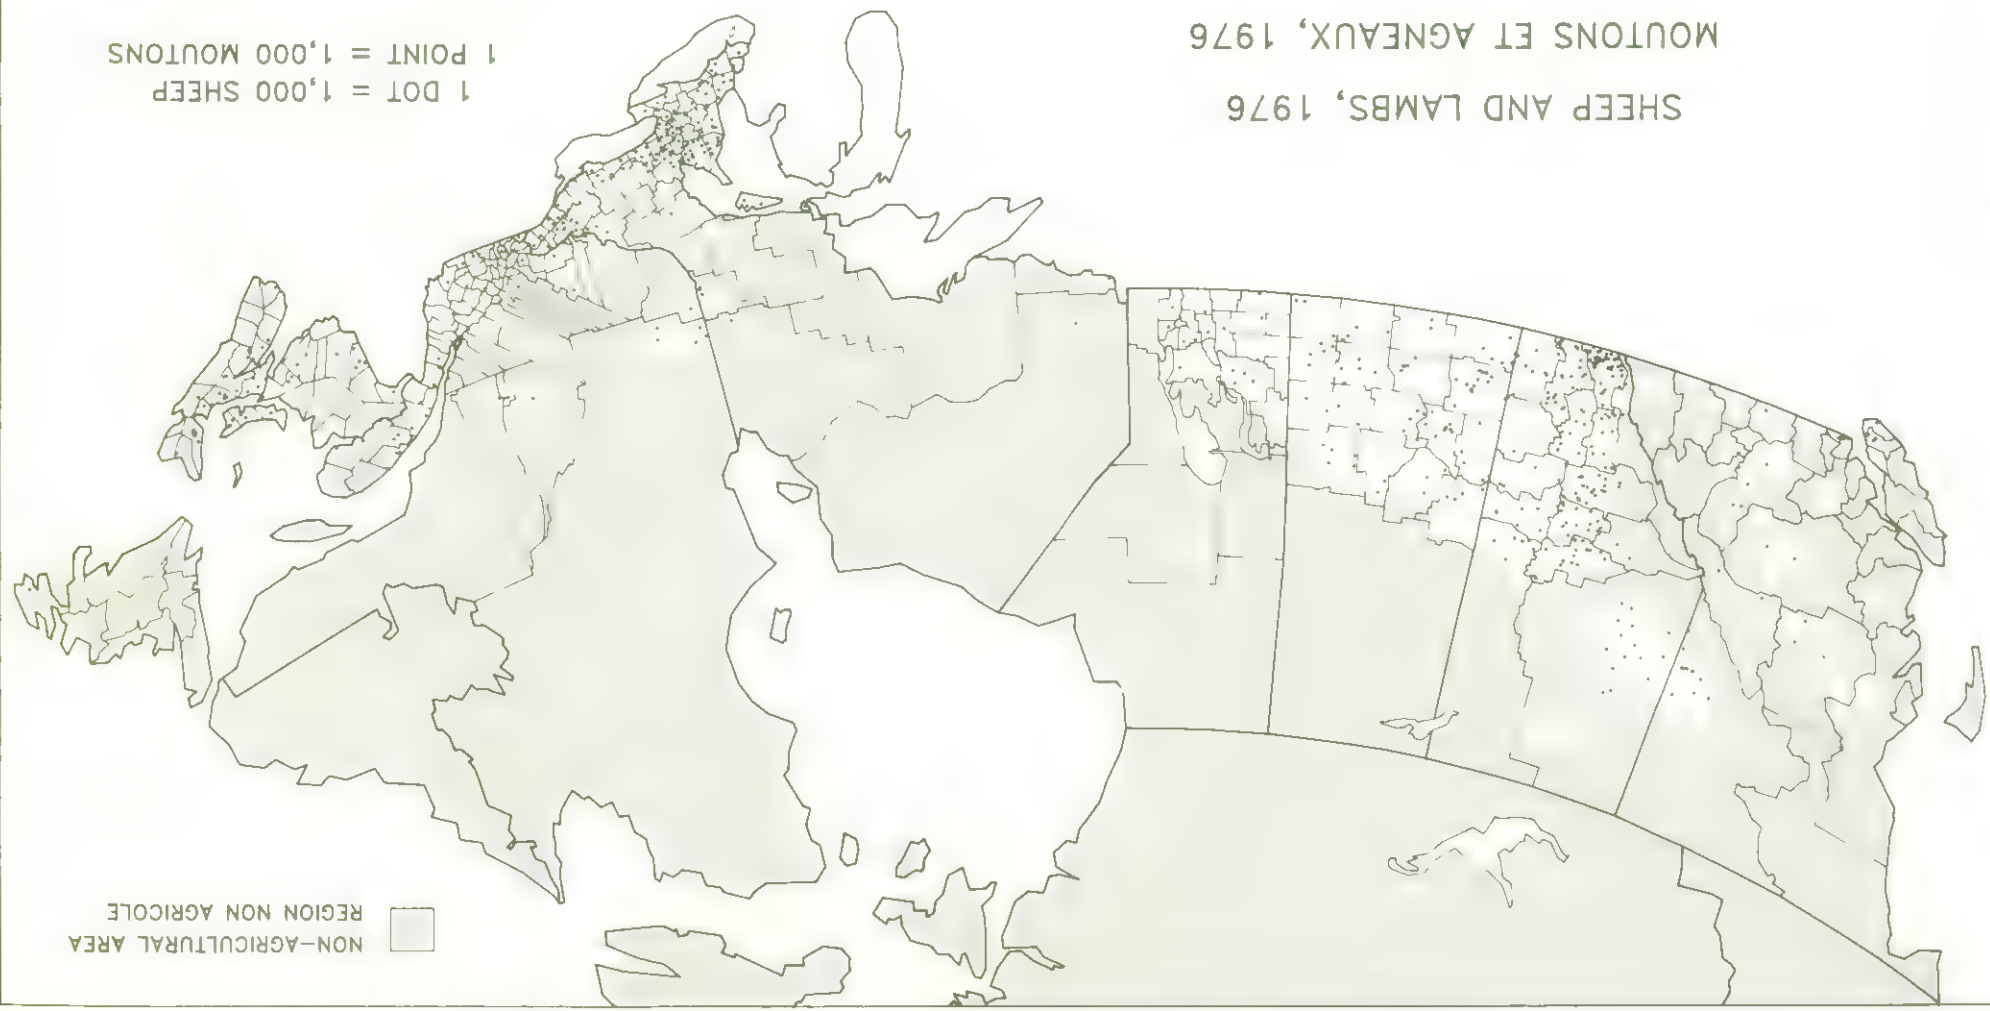 NON-AGRICULTURAL AREA
REGION NON AGRICOLE
SHEEP AND LAMBS, 1976
MOUTONS ET AGNEAUX, 1976
1 DOT = 1,000 SHEEP
1 POINT = 1,000 MOUTONS